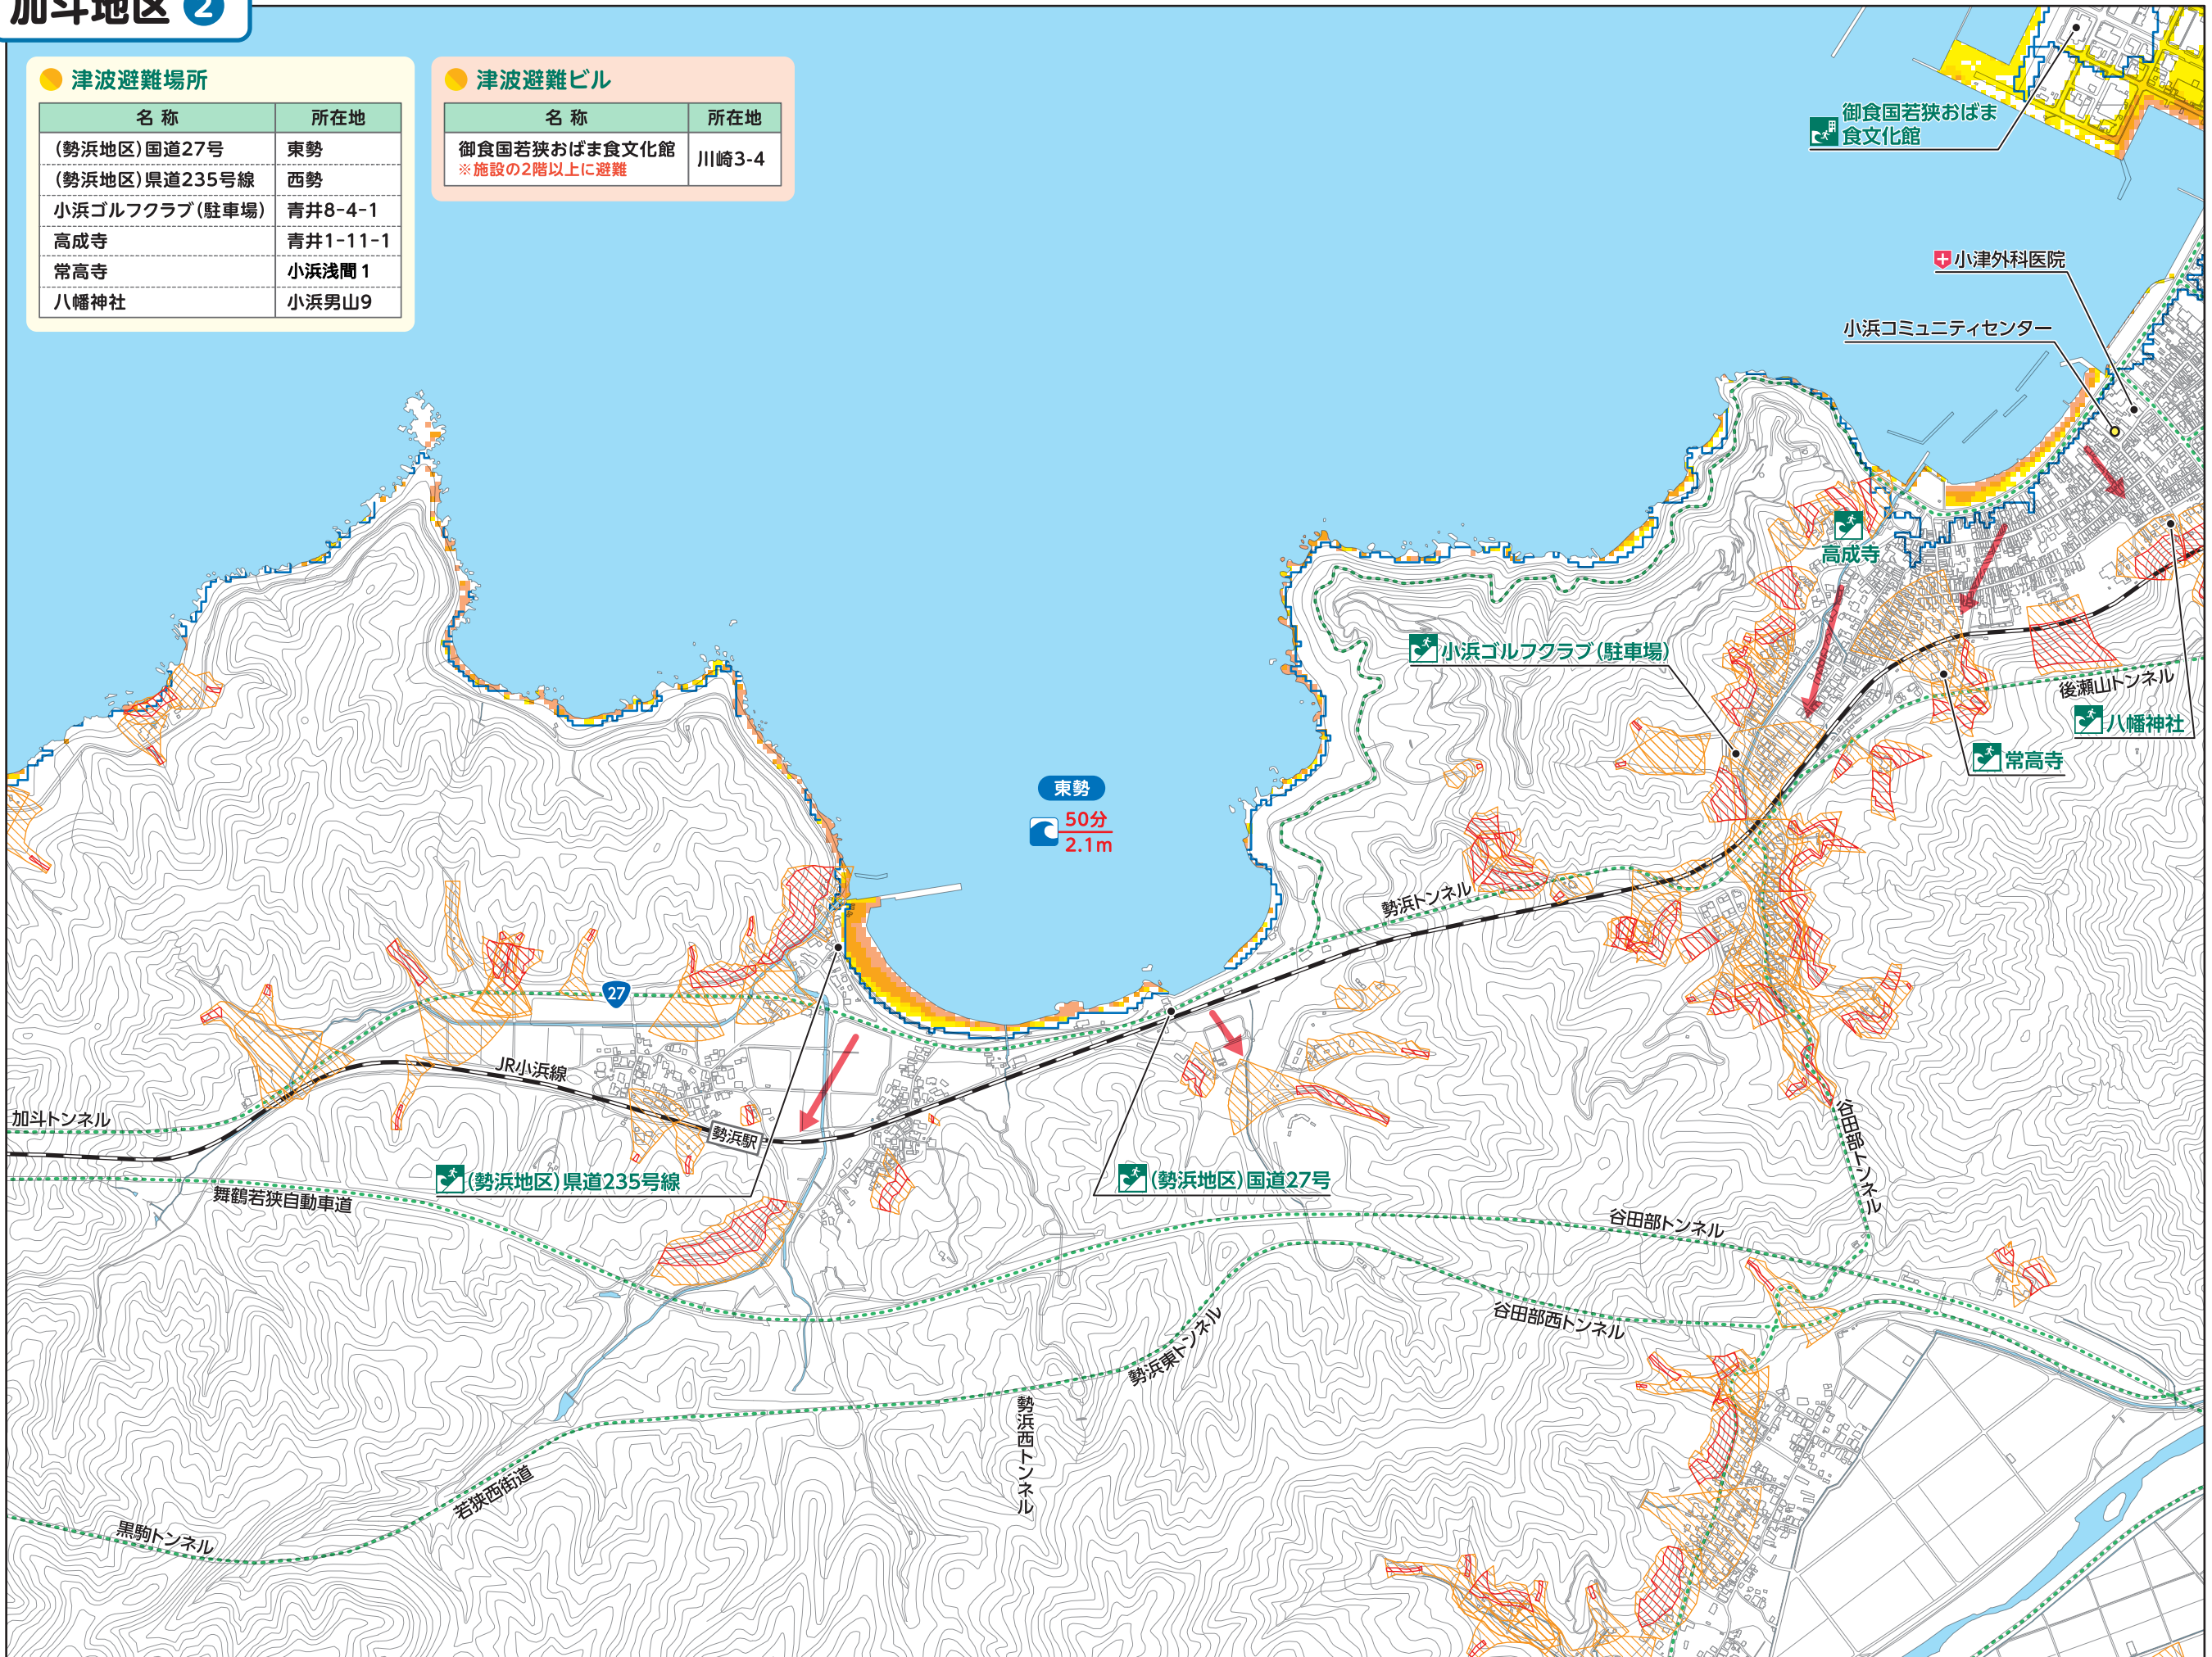 加斗地区 2
津波避難場所
名 称 所在地
(勢浜地区)国道27号 東勢
(勢浜地区)県道235号線 西勢
小浜ゴルフクラブ(駐車場) 青井8-4-1
高成寺 青井1-11-1
常高寺 小浜浅間1
八幡神社 小浜男山9
津波避難ビル
名 称 所在地
御食国若狭おばま食文化館 川崎3-4
※施設の2階以上に避難
御食国若狭おばま
食文化館
小津外科医院
小浜コミュニティセンター
高成寺
小浜ゴルフクラブ(駐車場)
後瀬山トンネル
八幡神社
常高寺
東勢
50分
2.1m
勢浜トンネル
27
JR小浜線
加斗トンネル
勢浜駅
(勢浜地区)県道235号線
(勢浜地区)国道27号
谷田部トンネル
舞鶴若狭自動車道
谷田部トンネル
谷田部西トンネル
勢浜東トンネル
勢浜西トンネル
若狭西街道
黒駒トンネル